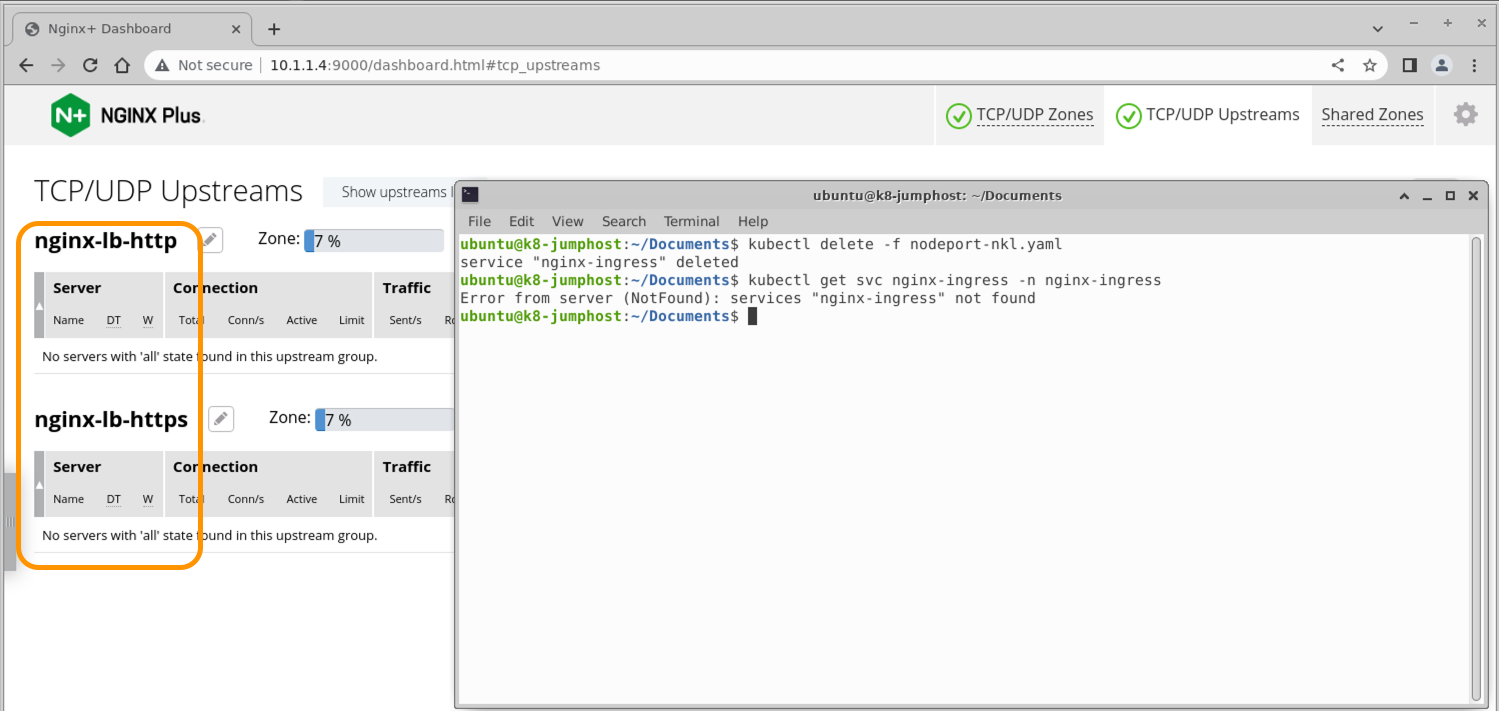 Nginx+ Dashboard
Not secure 10.1.1.4:9000/dashboard.html#tcp_upstreams
N+ NGINX Plus
TCP/UDP Zones TCP/UDP Upstreams Shared Zones
TCP/UDP Upstreams Show upstreams
nginx-lb-http Zone: 7 %
Server Connection Traffic
Name DT W Total Conn/s Active Limit Sent/s
No servers with 'all' state found in this upstream group.
nginx-lb-https Zone: 7 %
Server Connection Traffic
Name DT W Total Conn/s Active Limit Sent/s
No servers with 'all' state found in this upstream group.
ubuntu@k8-jumphost: ~/Documents
File Edit View Search Terminal Help
ubuntu@k8-jumphost:~/Documents$ kubectl delete -f nodeport-nkl.yaml
service "nginx-ingress" deleted
ubuntu@k8-jumphost:~/Documents$ kubectl get svc nginx-ingress -n nginx-ingress
Error from server (NotFound): services "nginx-ingress" not found
ubuntu@k8-jumphost:~/Documents$